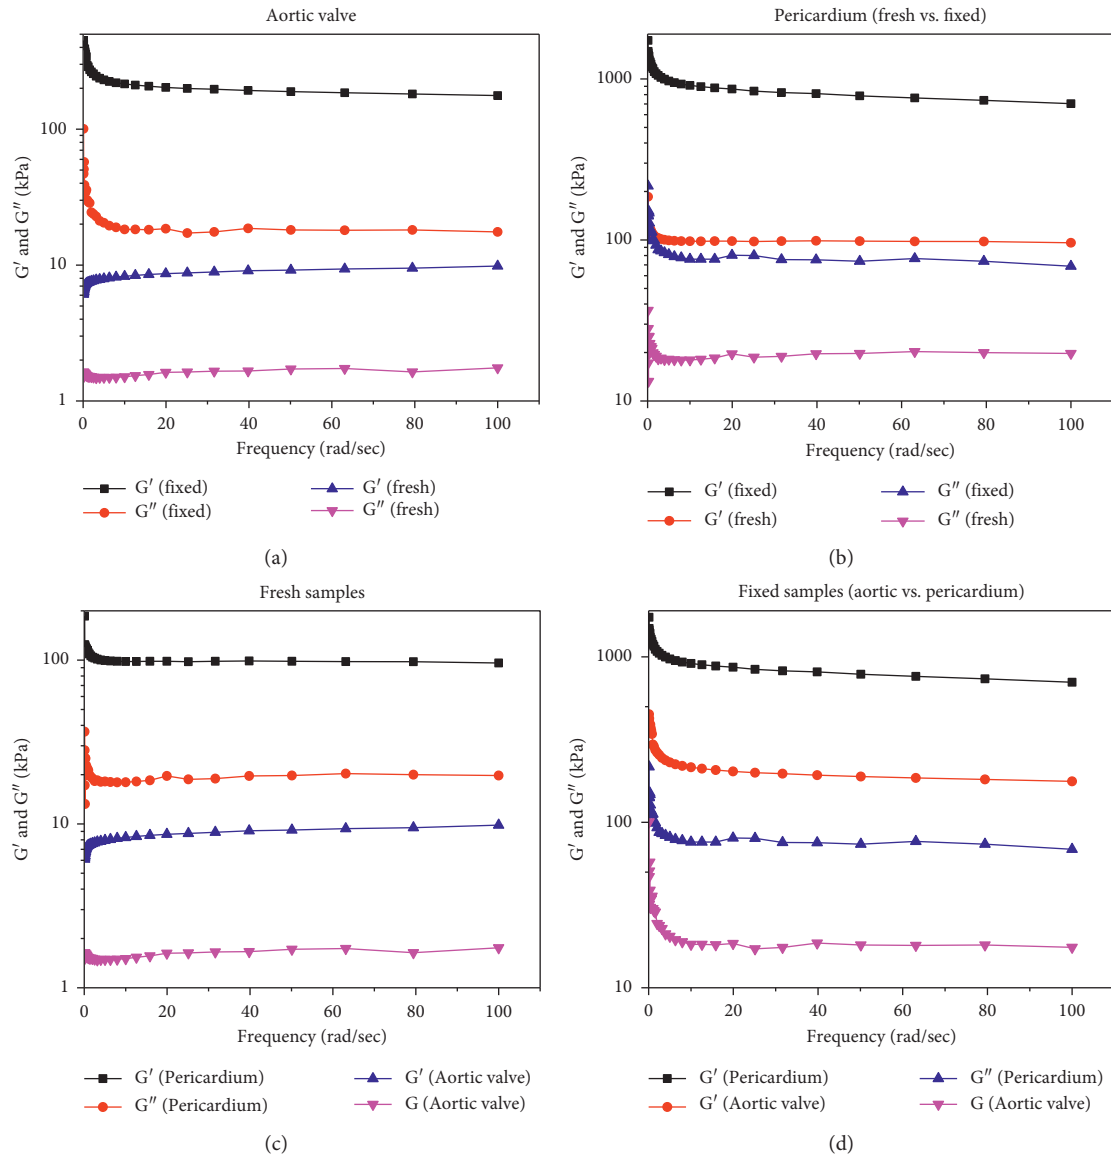 Aortic valve
G′ and G″ (kPa)
100
10
1
0 20 40 60 80 100
Frequency (rad/sec)
G′ (fixed) G′ (fresh)
G″ (fixed) G″ (fresh)
(a)
Pericardium (fresh vs. fixed)
G′ and G″ (kPa)
1000
100
10
0 20 40 60 80 100
Frequency (rad/sec)
G′ (fixed) G″ (fixed)
G′ (fresh) G″ (fresh)
(b)
Fresh samples
G′ and G″ (kPa)
100
10
1
0 20 40 60 80 100
Frequency (rad/sec)
G′ (Pericardium) G′ (Aortic valve)
G″ (Pericardium) G (Aortic valve)
(c)
Fixed samples (aortic vs. pericardium)
G′ and G″ (kPa)
1000
100
10
0 20 40 60 80 100
Frequency (rad/sec)
G′ (Pericardium) G″ (Pericardium)
G′ (Aortic valve) G (Aortic valve)
(d)